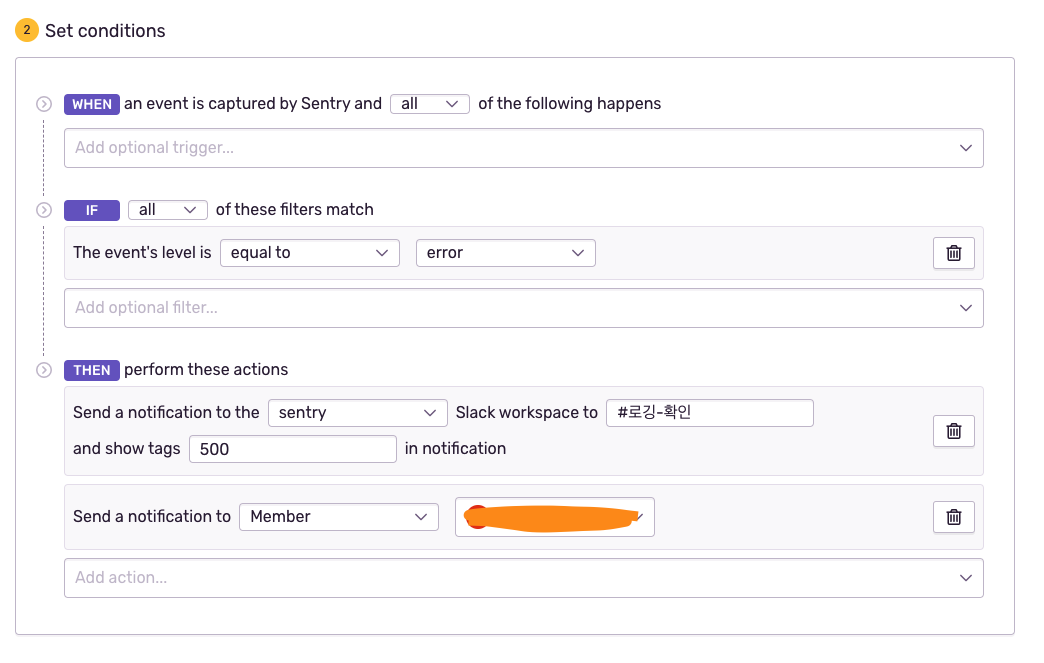 2 Set conditions
WHEN an event is captured by Sentry and all of the following happens
Add optional trigger...
IF all of these filters match
The event's level is equal to error
Add optional filter...
THEN perform these actions
Send a notification to the sentry Slack workspace to #로깅-확인
and show tags 500 in notification
Send a notification to Member
Add action...